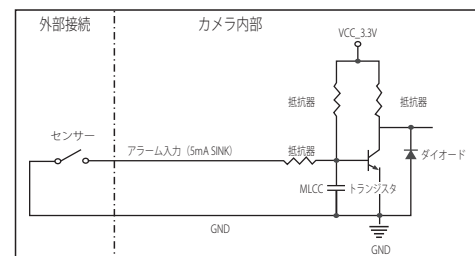 外部接続
カメラ内部
VCC_3.3V
抵抗器
抵抗器
センサー
アラーム入力（5mA SINK）
抵抗器
ダイオード
MLCC
トランジスタ
GND
GND